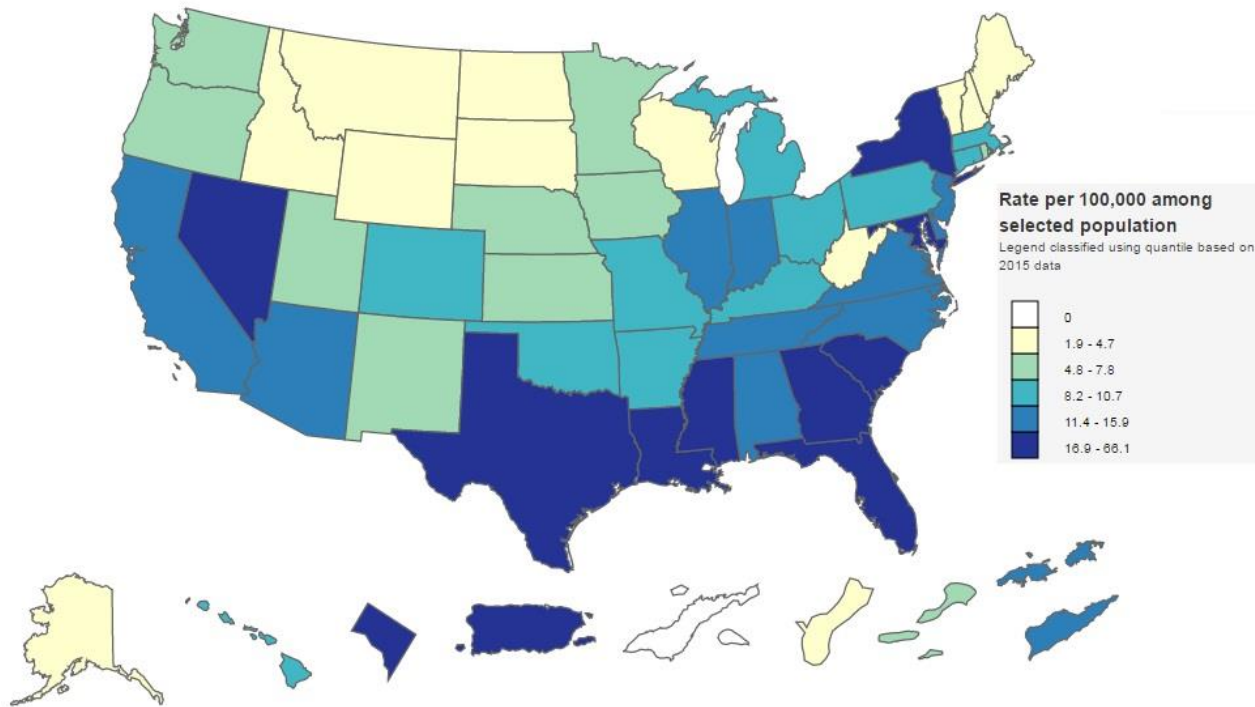 Rate per 100,000 among
selected population
Legend classified using quantile based on
2015 data
0
1.9 - 4.7
4.8 - 7.8
8.2 - 10.7
11.4 - 15.9
16.9 - 66.1